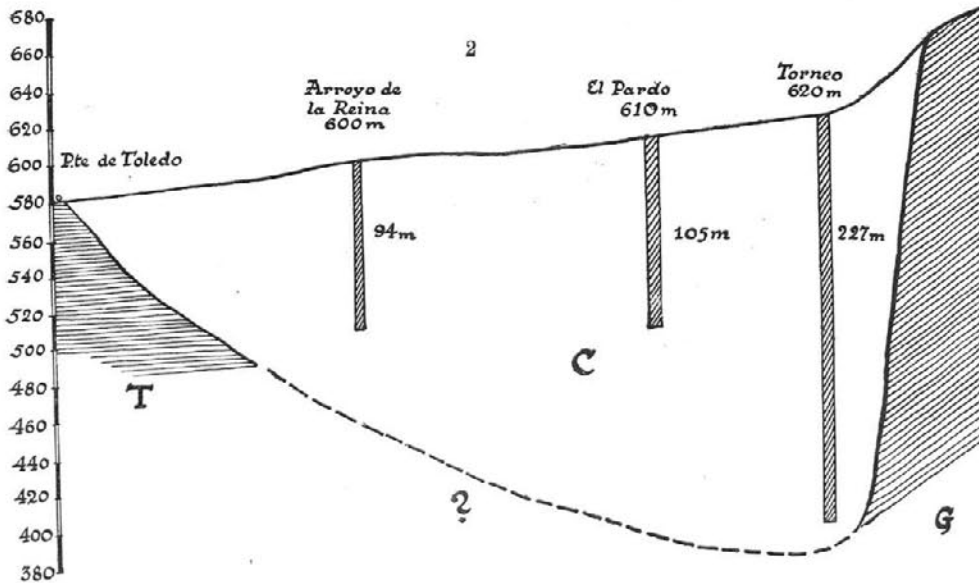 680
660
640
620
600
580
560
540
520
500
480
460
440
420
400
380
2
Pte de Toledo
Arroyo de
la Reina
600m
El Pardo
610m
Torneo
620m
94m
105m
227m
C
T
?
G